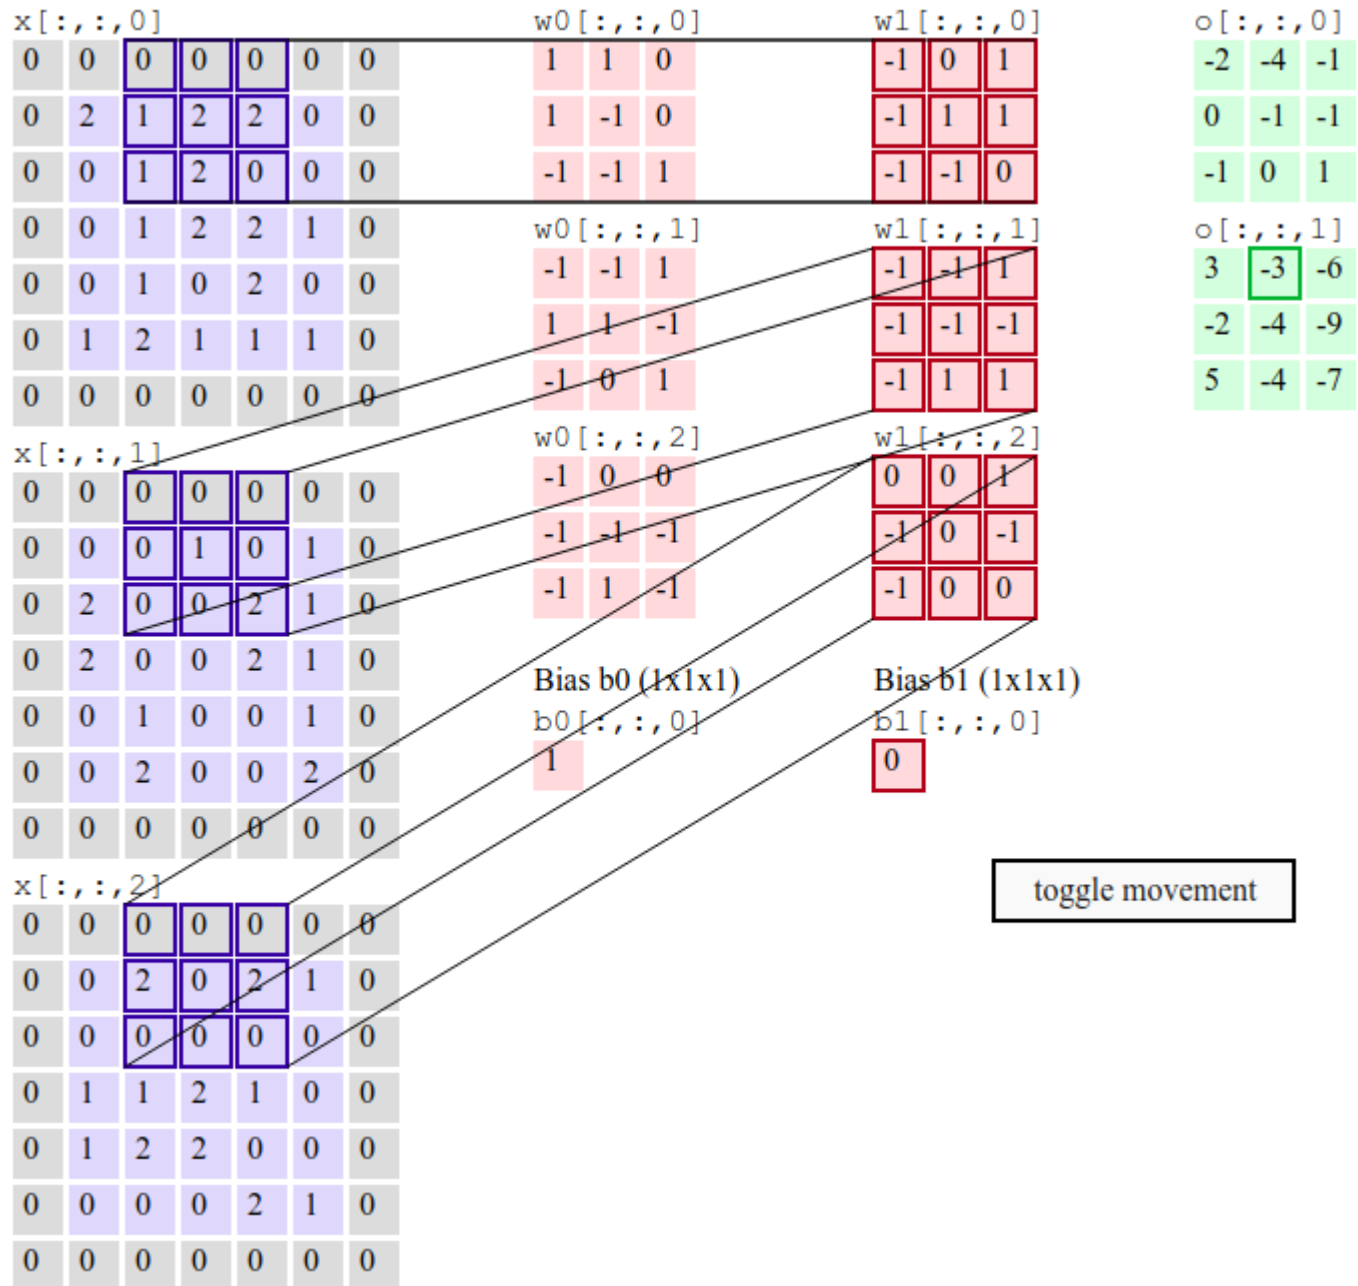 x[:,:,0]
0 0 0 0 0 0 0
0 2 1 2 2 0 0
0 0 1 2 0 0 0
0 0 1 2 2 1 0
0 0 1 0 2 0 0
0 1 2 1 1 1 0
0 0 0 0 0 0 0
x[:,:,1]
0 0 0 0 0 0 0
0 0 0 1 0 1 0
0 2 0 0 2 1 0
0 2 0 0 2 1 0
0 0 1 0 0 1 0
0 0 2 0 0 2 0
0 0 0 0 0 0 0
x[:,:,2]
0 0 0 0 0 0 0
0 0 2 0 2 1 0
0 0 0 0 0 0 0
0 1 1 2 1 0 0
0 1 2 2 0 0 0
0 0 0 0 2 1 0
0 0 0 0 0 0 0
w0[:,:,0]
1 1 0
1 -1 0
-1 -1 1
w0[:,:,1]
-1 -1 1
1 1 -1
-1 0 1
w0[:,:,2]
-1 0 0
-1 -1 -1
-1 1 -1
Bias b0 (1x1x1)
b0[:,:,0]
1
w1[:,:,0]
-1 0 1
-1 1 1
-1 -1 0
w1[:,:,1]
-1 -1 1
-1 -1 -1
-1 1 1
w1[:,:,2]
0 0 1
-1 0 -1
-1 0 0
Bias b1 (1x1x1)
b1[:,:,0]
0
o[:,:,0]
-2 -4 -1
0 -1 -1
-1 0 1
o[:,:,1]
3 -3 -6
-2 -4 -9
5 -4 -7
toggle movement